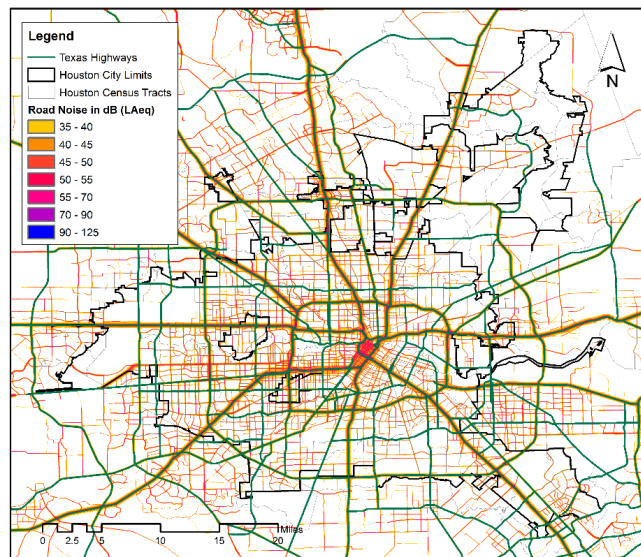 Legend
Texas Highways
Houston City Limits
Houston Census Tracts
Road Noise in dB (LAeq)
35 - 40
40 - 45
45 - 50
50 - 55
55 - 70
70 - 90
90 - 125
N
0 2.5 5 10 15 20 Miles